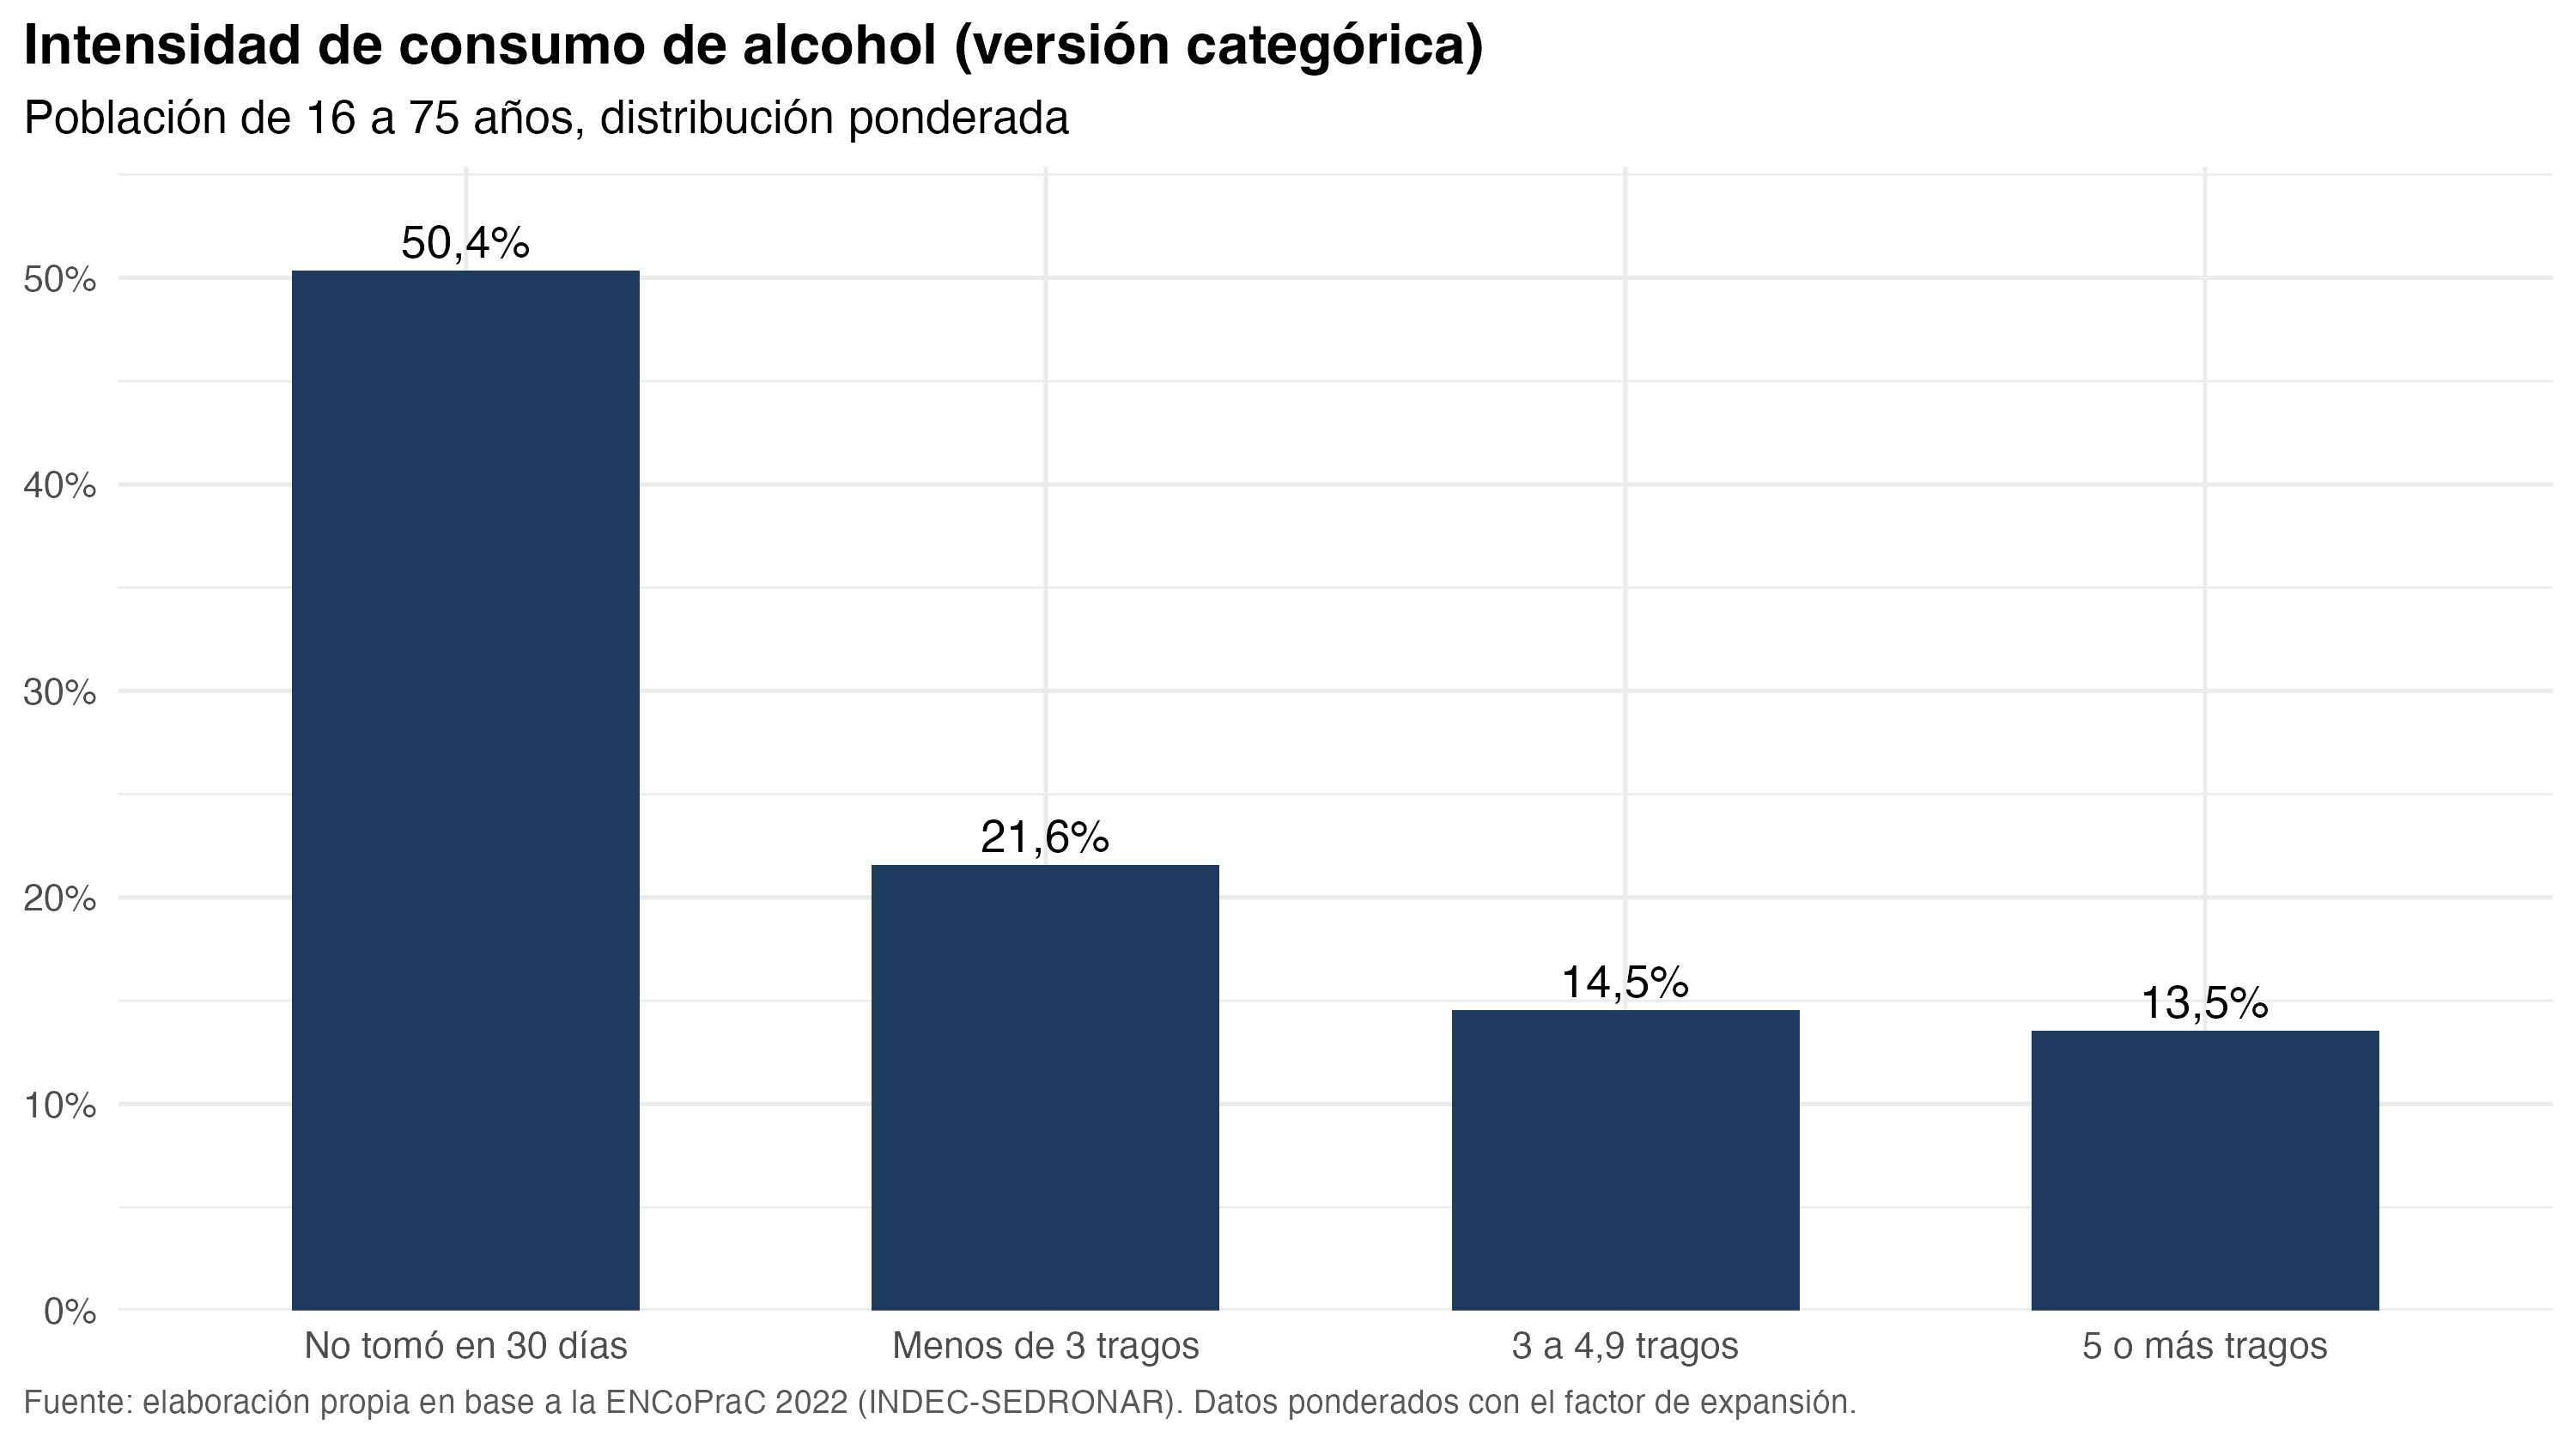 Intensidad de consumo de alcohol (versión categórica)
Población de 16 a 75 años, distribución ponderada
50,4%
50%
40%
30%
21,6%
20%
14,5%
13,5%
10%
0%
No tomó en 30 días
Menos de 3 tragos
3 a 4,9 tragos
5 o más tragos
Fuente: elaboración propia en base a la ENCoPraC 2022 (INDEC-SEDRONAR). Datos ponderados con el factor de expansión.